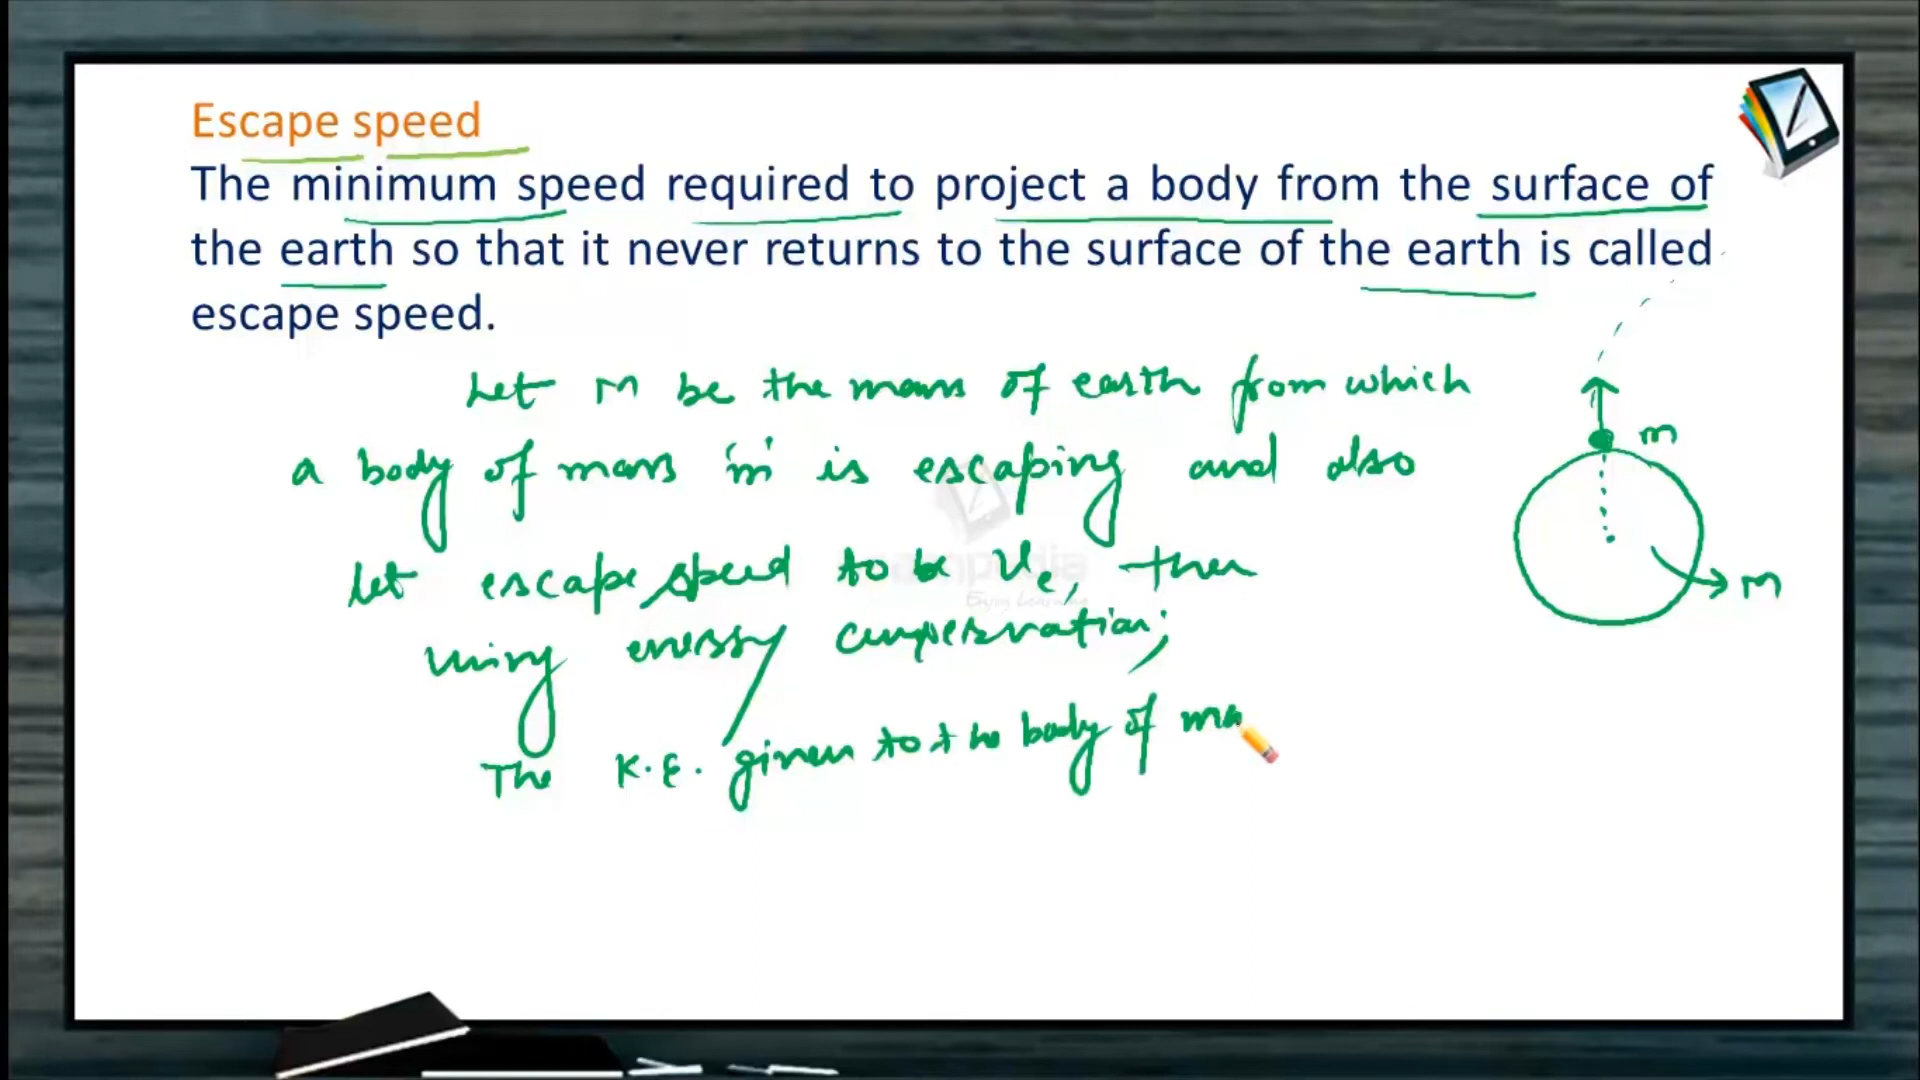 Escape speed
The minimum speed required to project a body from the surface of
the earth so that it never returns to the surface of the earth is called
escape speed.
Let M be the mass of earth from which
a body of mass 'm' is escaping and also
m
let escape speed to be Ve, then
M
Enjoy Learning
using energy conservation;
The K.E. given to the body of ma